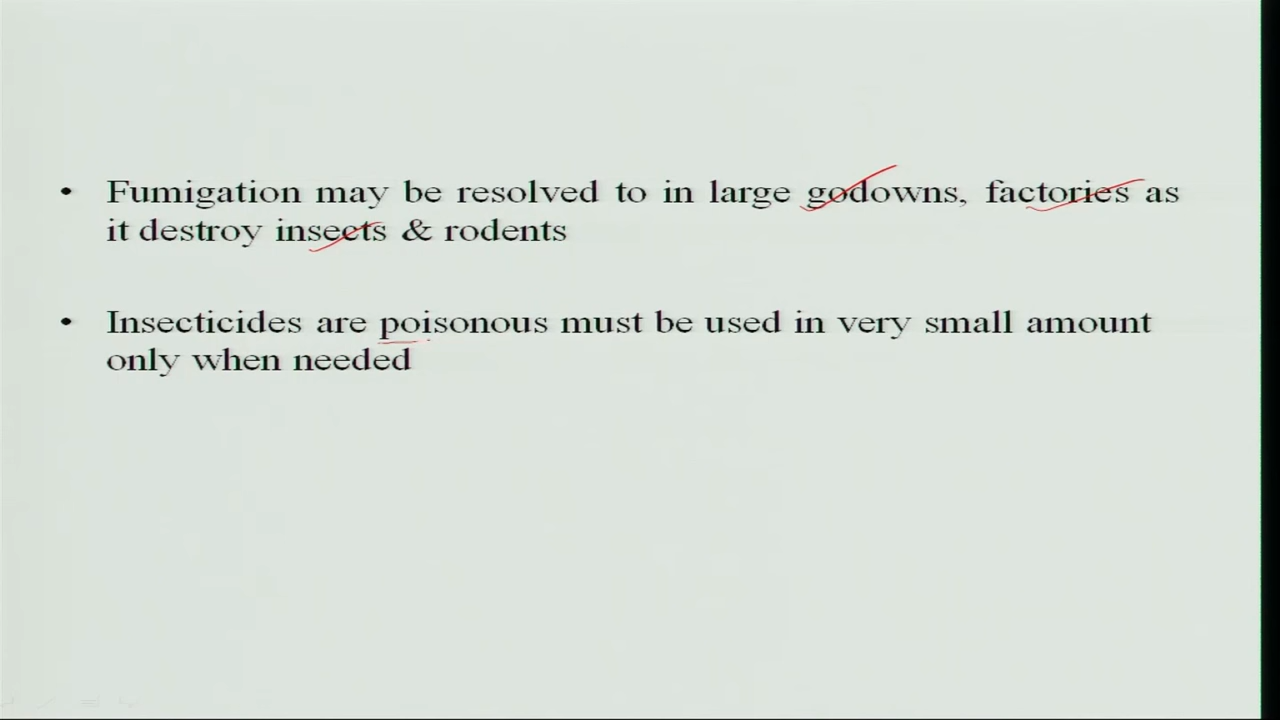 • Fumigation may be resolved to in large godowns, factories as
it destroy insects & rodents
• Insecticides are poisonous must be used in very small amount
only when needed